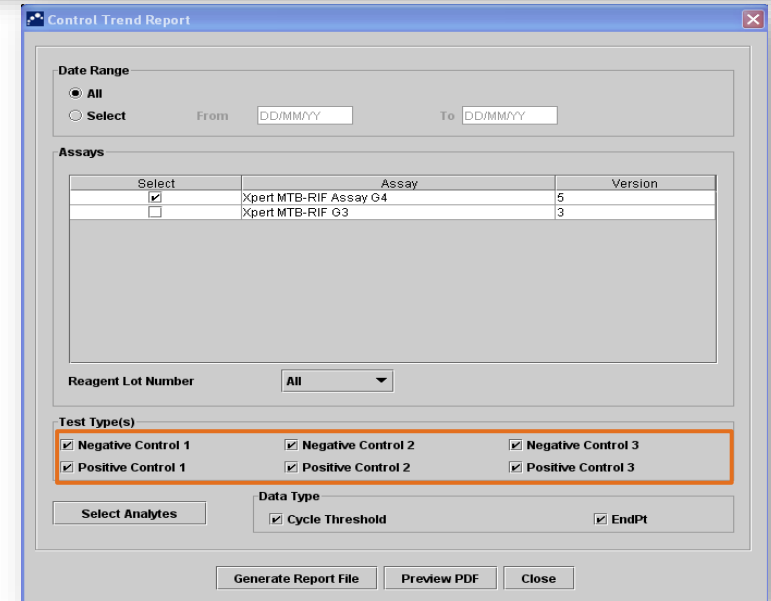 Control Trend Report
Date Range
All
Select From DD/MM/YY To DD/MM/YY
Assays
Select Assay Version
Xpert MTB-RIF Assay G4 5
Xpert MTB-RIF G3 3
Reagent Lot Number All
Test Type(s)
Negative Control 1 Negative Control 2 Negative Control 3
Positive Control 1 Positive Control 2 Positive Control 3
Data Type
Select Analytes Cycle Threshold EndPt
Generate Report File Preview PDF Close